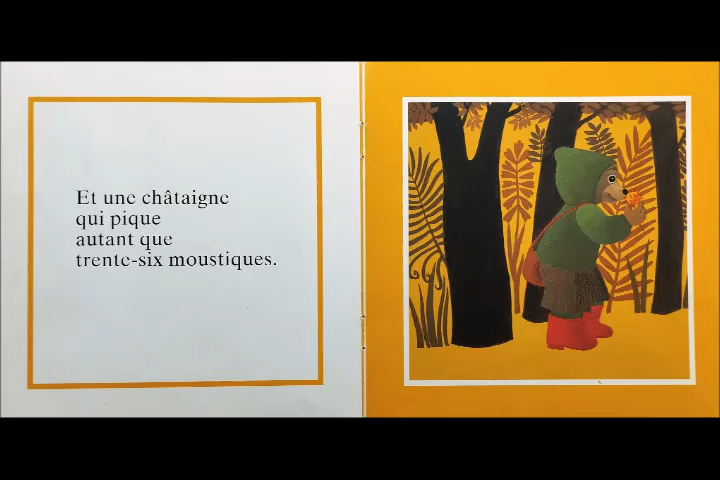 Et une châtaigne
qui pique
autant que
trente-six moustiques.